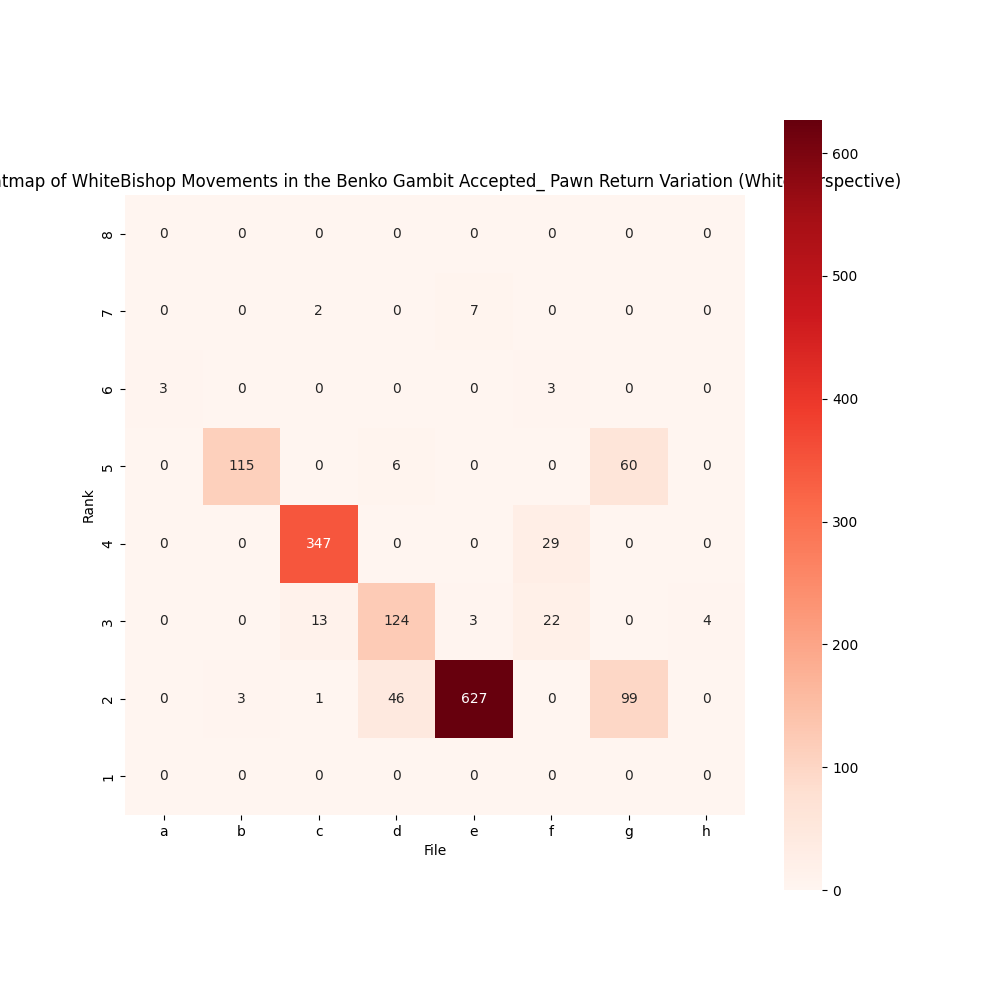 tmap of WhiteBishop Movements in the Benko Gambit Accepted_ Pawn Return Variation (Whit rspective)
8 0 0 0 0 0 0 0 0
7 0 0 2 0 7 0 0 0
6 3 0 0 0 0 3 0 0
5 0 115 0 6 0 0 60 0
4 0 0 347 0 0 29 0 0
3 0 0 13 124 3 22 0 4
2 0 3 1 46 627 0 99 0
1 0 0 0 0 0 0 0 0
a b c d e f g h
File
Rank
600
500
400
300
200
100
0